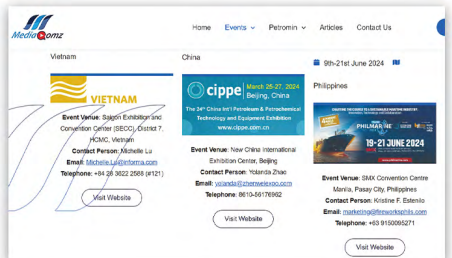 MediaQomz
Home Events Petromin Articles Contact Us
Vietnam
VIETNAM
Event Venue: Saigon Exhibition and
Convention Center (SECC), District 7,
HCMC, Vietnam
Contact Person: Michelle Lu
Email: Michelle.Lu@informa.com
Telephone: +84 28 3622 2588 (#121)
Visit Website
China
cippe
March 25-27, 2024
Beijing, China
The 24th China Int'l Petroleum & Petrochemical
Technology and Equipment Exhibition
www.cippe.com.cn
Event Venue: New China International
Exhibition Center, Beijing
Contact Person: Yolanda Zhao
Email: yolanda@zhenweiexpo.com
Telephone: 8610-56176962
Visit Website
9th-21st June 2024
Philippines
PHILMARINE
19-21 JUNE 2024
Event Venue: SMX Convention Centre
Manila, Pasay City, Philippines
Contact Person: Kristine F. Estenilo
Email: marketing@fireworksphils.com
Telephone: +63 9150095271
Visit Website